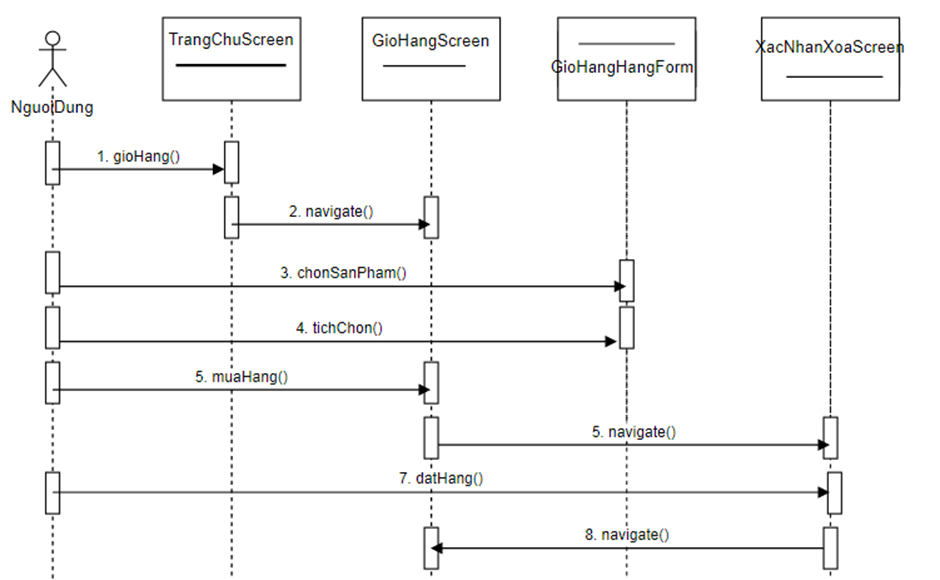 TrangChuScreen
GioHangScreen
GioHangHangForm
XacNhanXoaScreen
NguoiDung
1. gioHang()
2. navigate()
3. chonSanPham()
4. tichChon()
5. muaHang()
5. navigate()
7. datHang()
8. navigate()